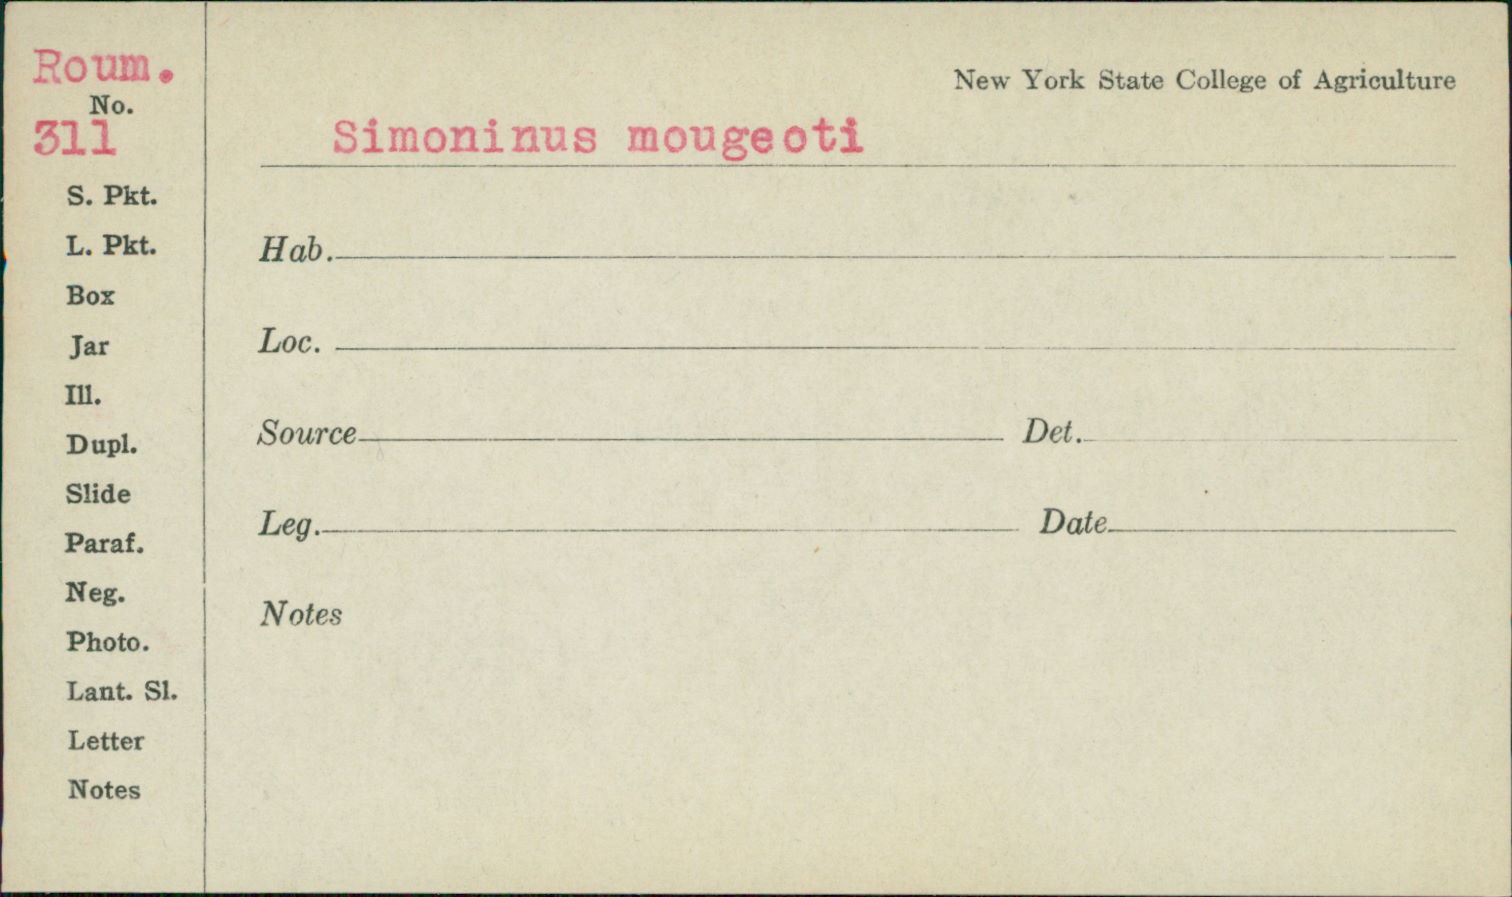 Roum.
No.
311
S. Pkt.
L. Pkt.
Box
Jar
Ill.
Dupl.
Slide
Paraf.
Neg.
Photo.
Lant. Sl.
Letter
Notes
New York State College of Agriculture
Simoninus mougeoti
Hab.
Loc.
Source Det.
Leg. Date
Notes